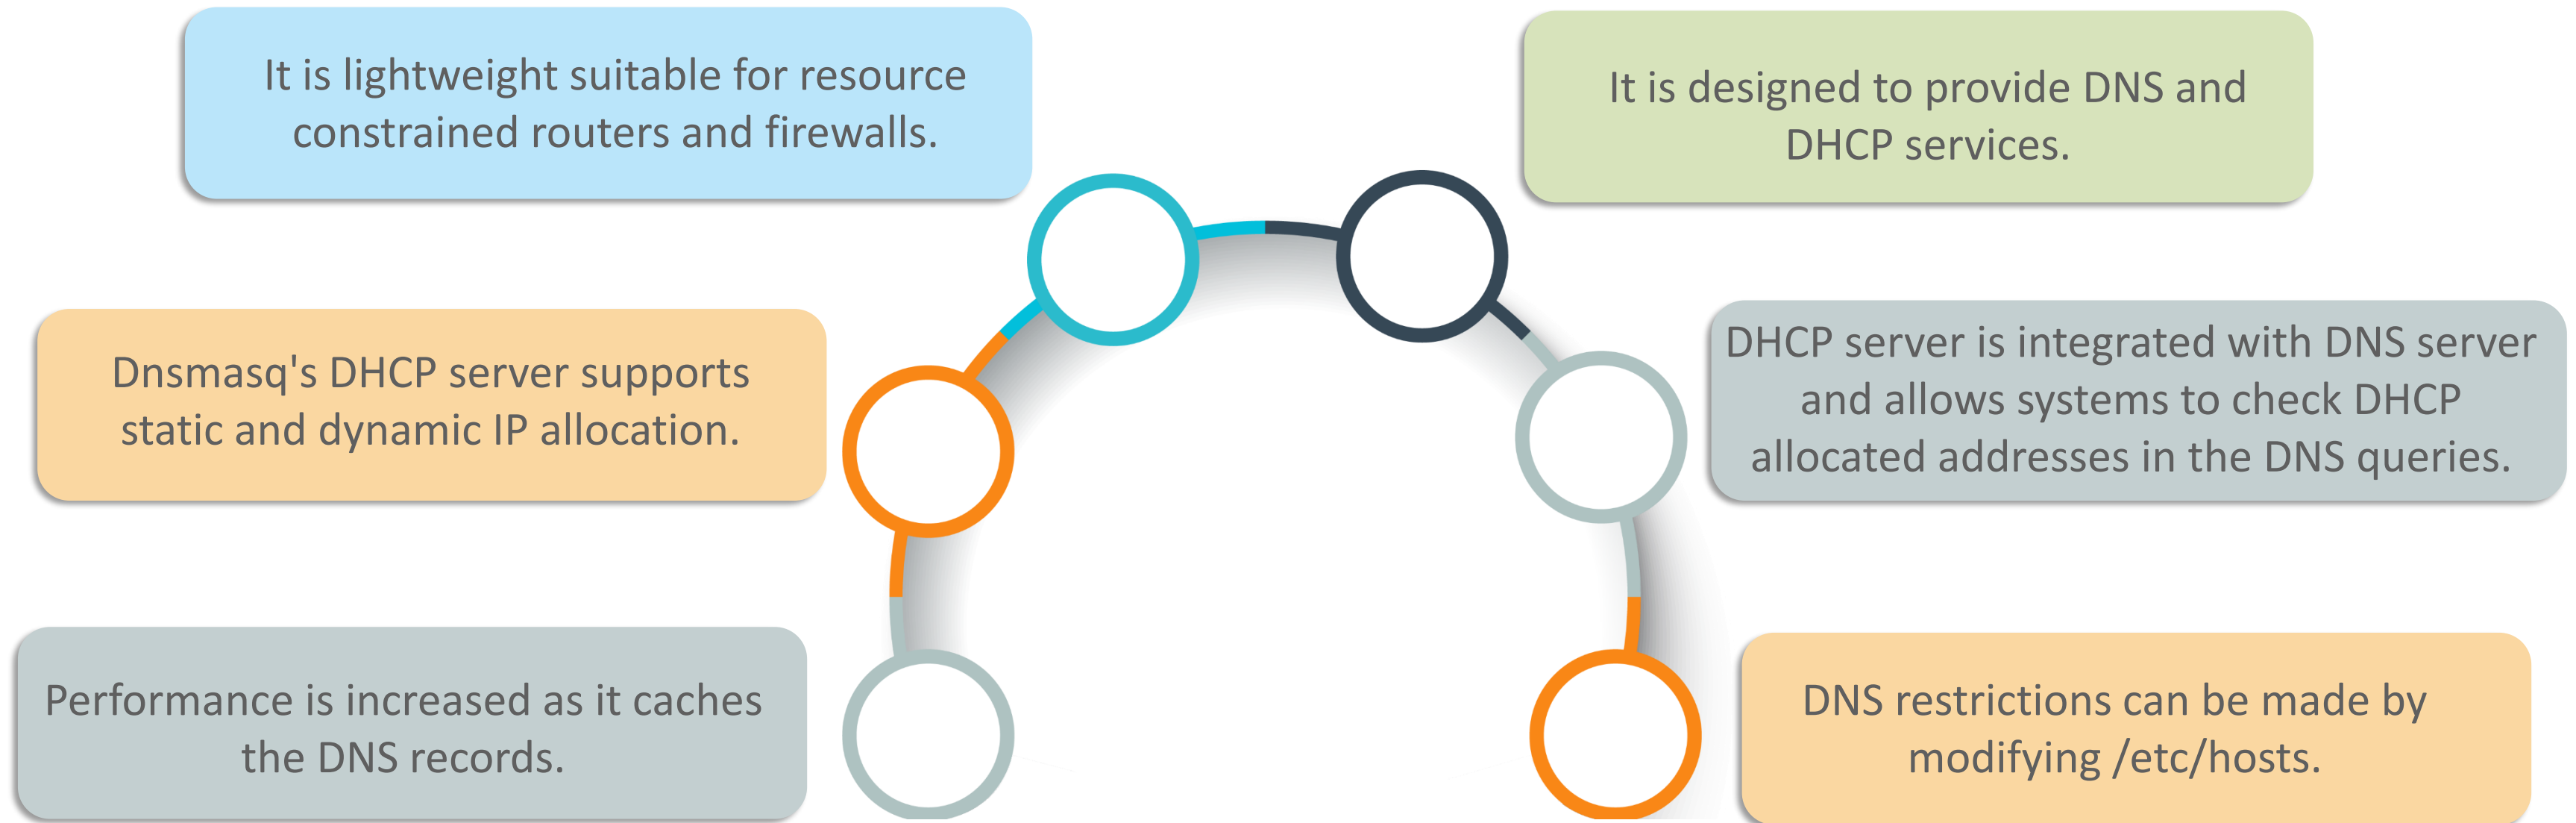 It is lightweight suitable for resource
constrained routers and firewalls.
It is designed to provide DNS and
DHCP services.
Dnsmasq's DHCP server supports
static and dynamic IP allocation.
DHCP server is integrated with DNS server
and allows systems to check DHCP
allocated addresses in the DNS queries.
Performance is increased as it caches
the DNS records.
DNS restrictions can be made by
modifying /etc/hosts.